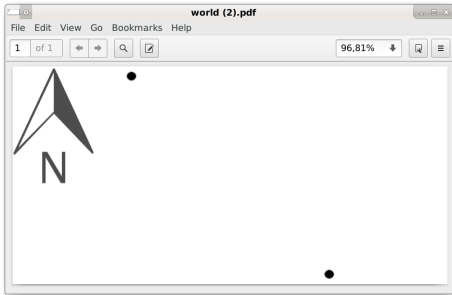 world (2).pdf
File Edit View Go Bookmarks Help
1 of 1 96,81%
N